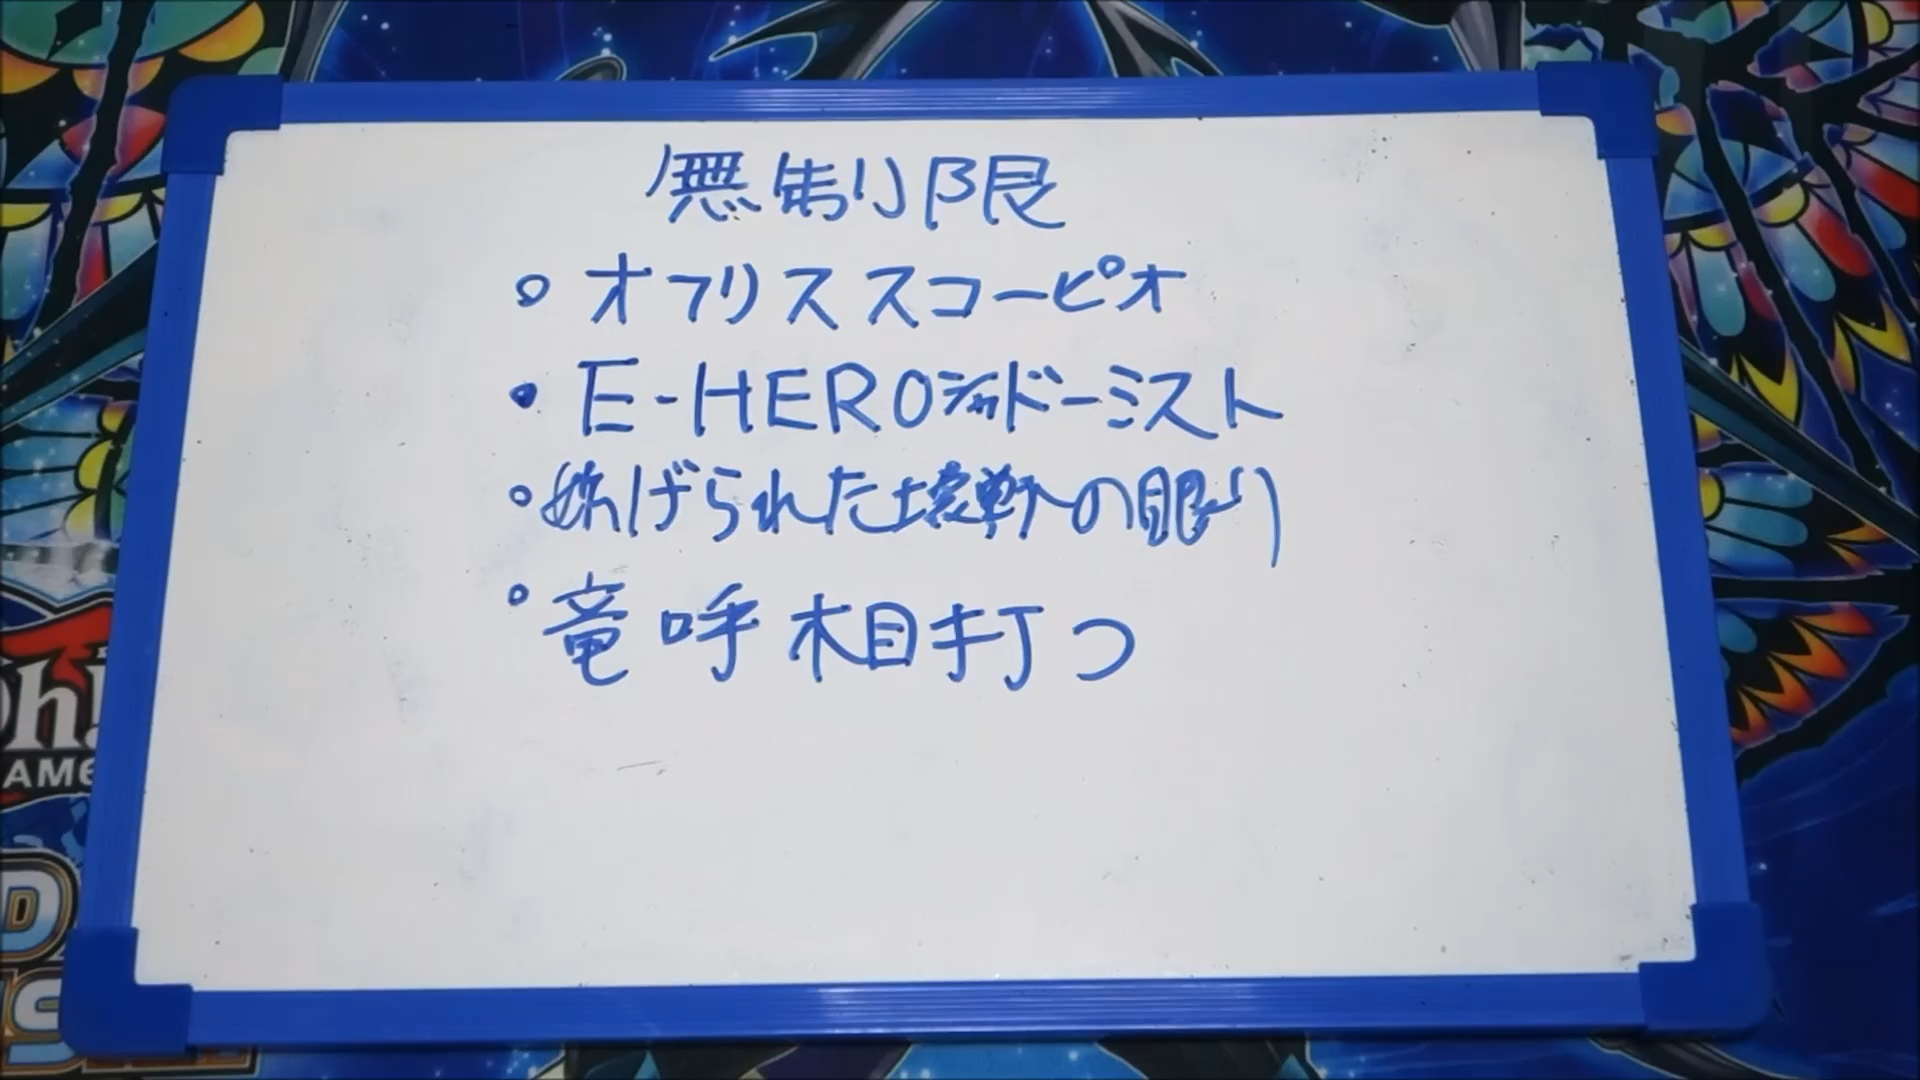 無制限
・オフリススコーピオ
・E-HEROシャドーミスト
・妨げられた壊獣の眠り
・竜呼相打つ
Oh!
GAME
D